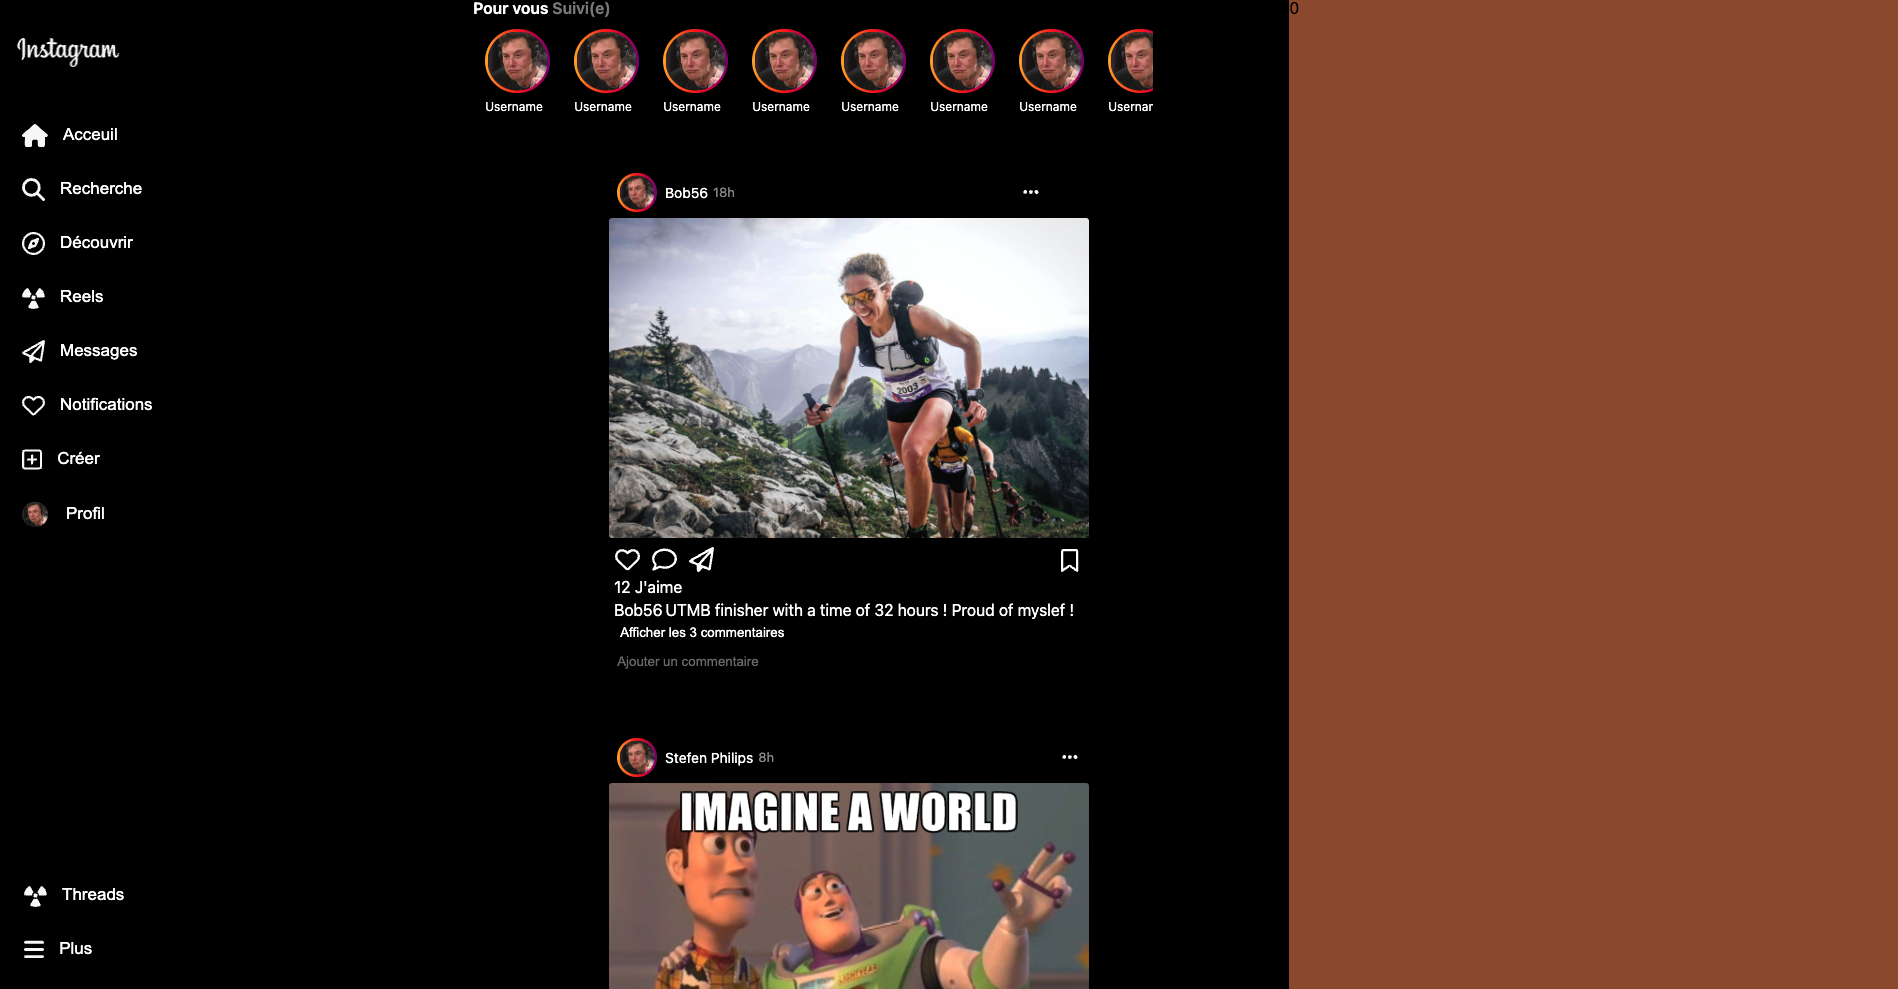 Instagram
Acceuil
Recherche
Découvrir
Reels
Messages
Notifications
Créer
Profil
Threads
Plus
Pour vous Suivi(e)
Username Username Username Username Username Username Username Usernar
Bob56 18h
2003
12 J'aime
Bob56 UTMB finisher with a time of 32 hours ! Proud of myslef !
Afficher les 3 commentaires
Ajouter un commentaire
Stefen Philips 8h
IMAGINE A WORLD
LIGHTYEAR
0